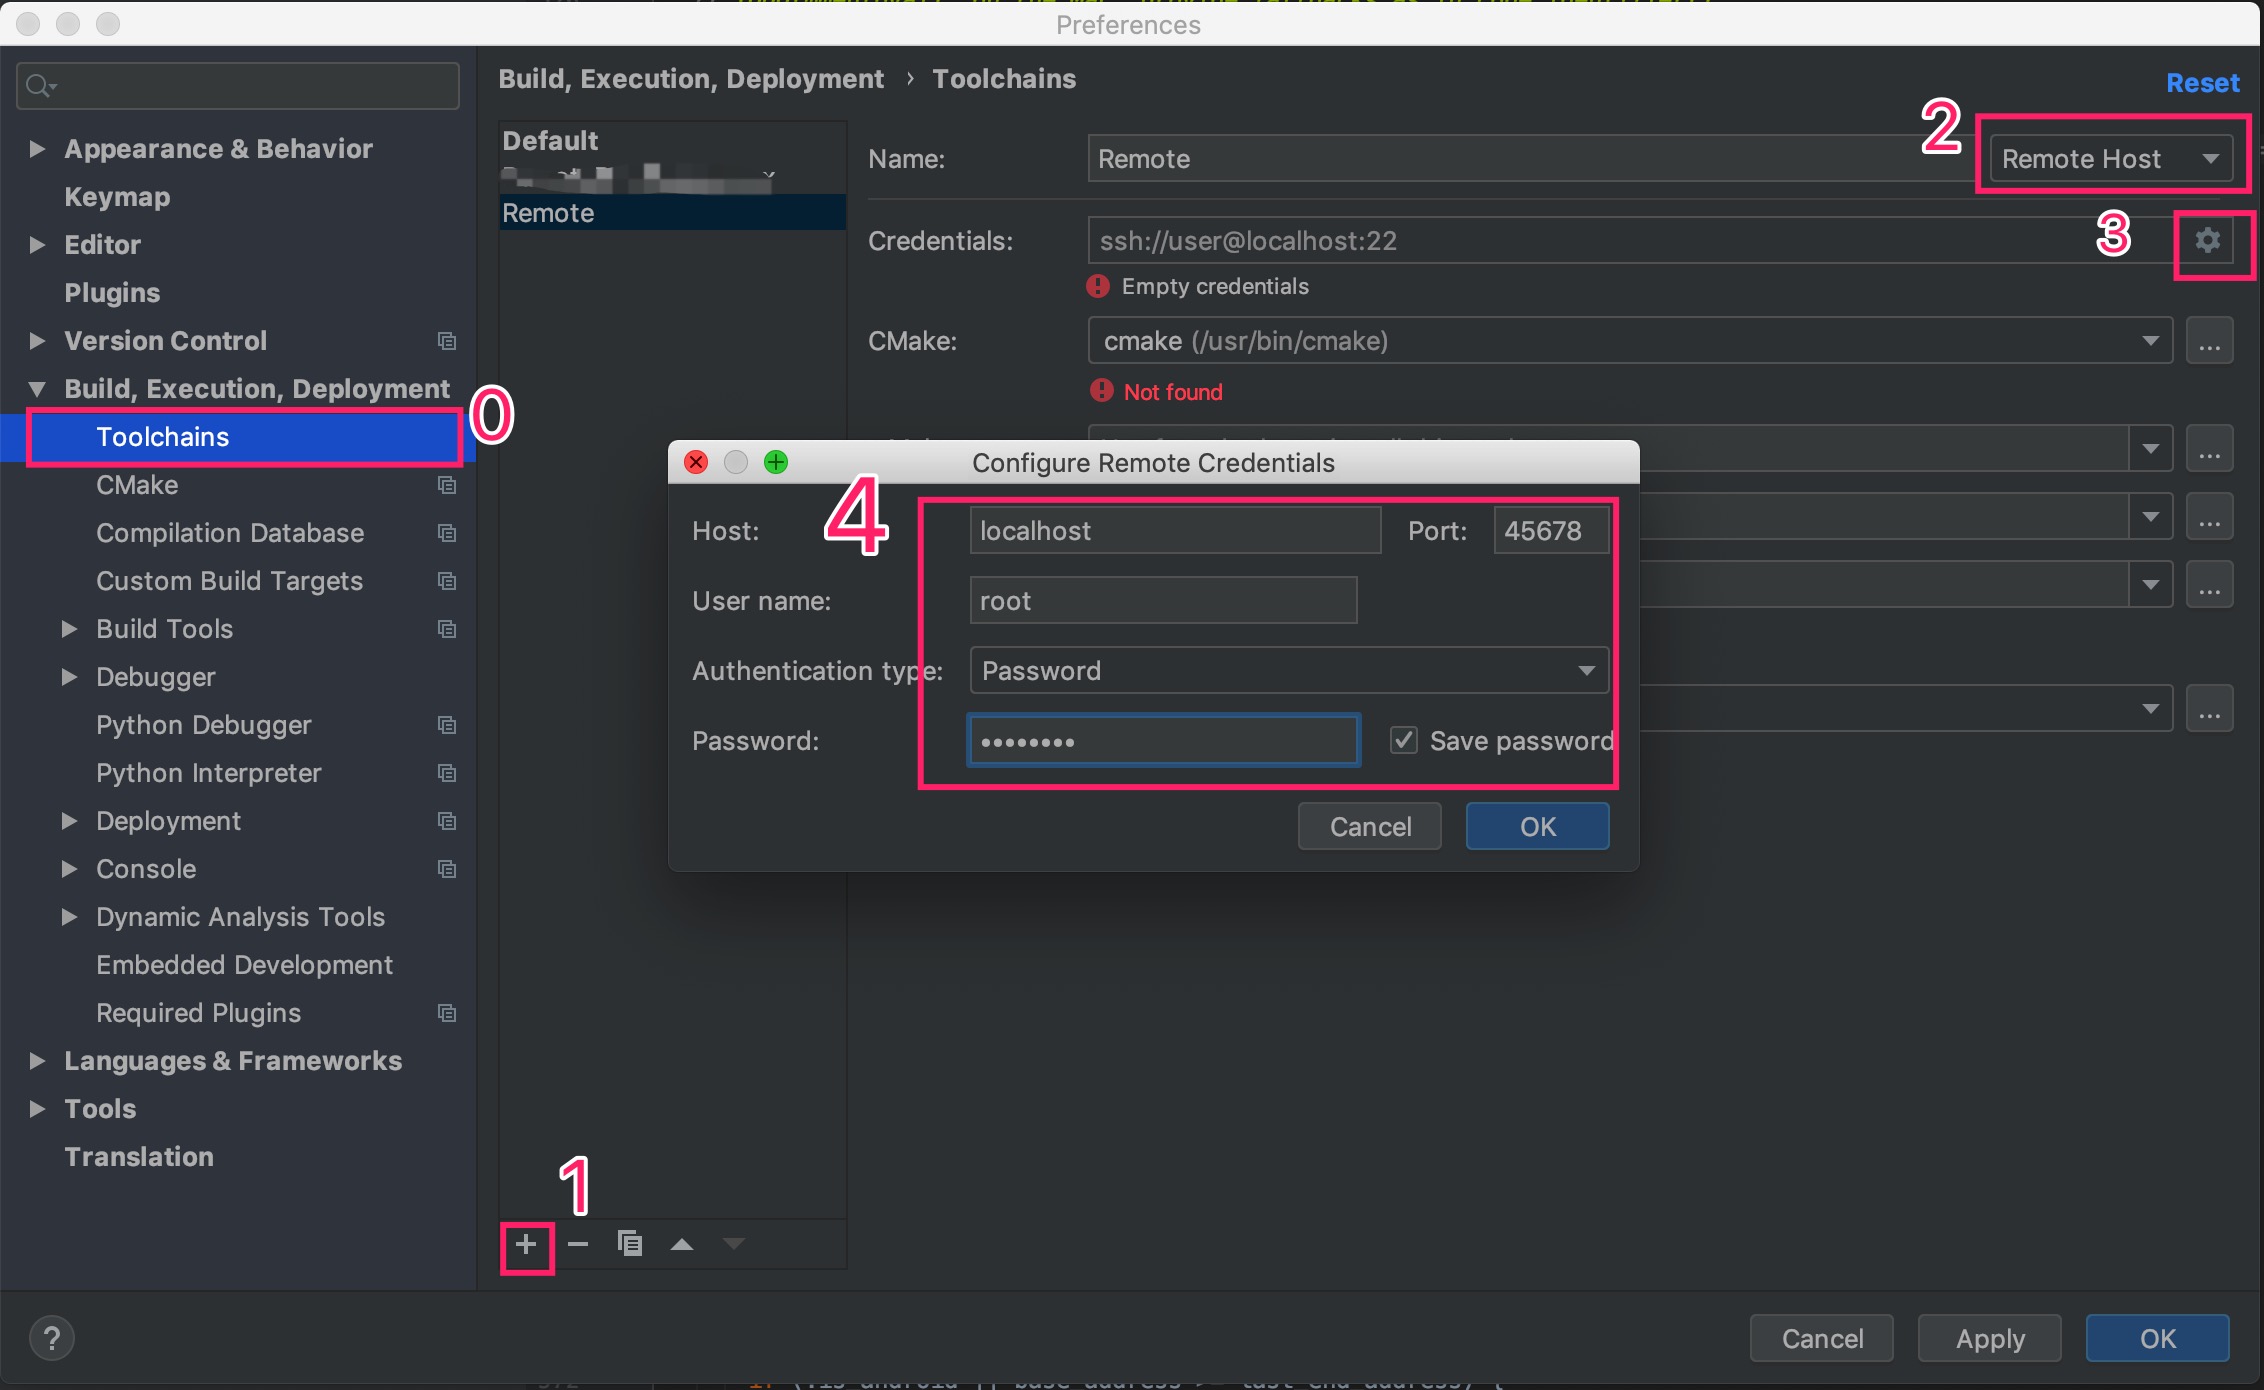 Preferences
Build, Execution, Deployment › Toolchains
Reset
Appearance & Behavior
Keymap
Editor
Plugins
Version Control
Build, Execution, Deployment
0
Toolchains
CMake
Compilation Database
Custom Build Targets
Build Tools
Debugger
Python Debugger
Python Interpreter
Deployment
Console
Dynamic Analysis Tools
Embedded Development
Required Plugins
Languages & Frameworks
Tools
Translation
Default
Remote
1
Name: Remote
2
Remote Host
Credentials: ssh://user@localhost:22
3
Empty credentials
CMake: cmake (/usr/bin/cmake)
...
Not found
...
...
...
...
Configure Remote Credentials
4
Host: localhost Port: 45678
User name: root
Authentication type: Password
Password: •••••••• Save password
Cancel OK
?
Cancel Apply OK